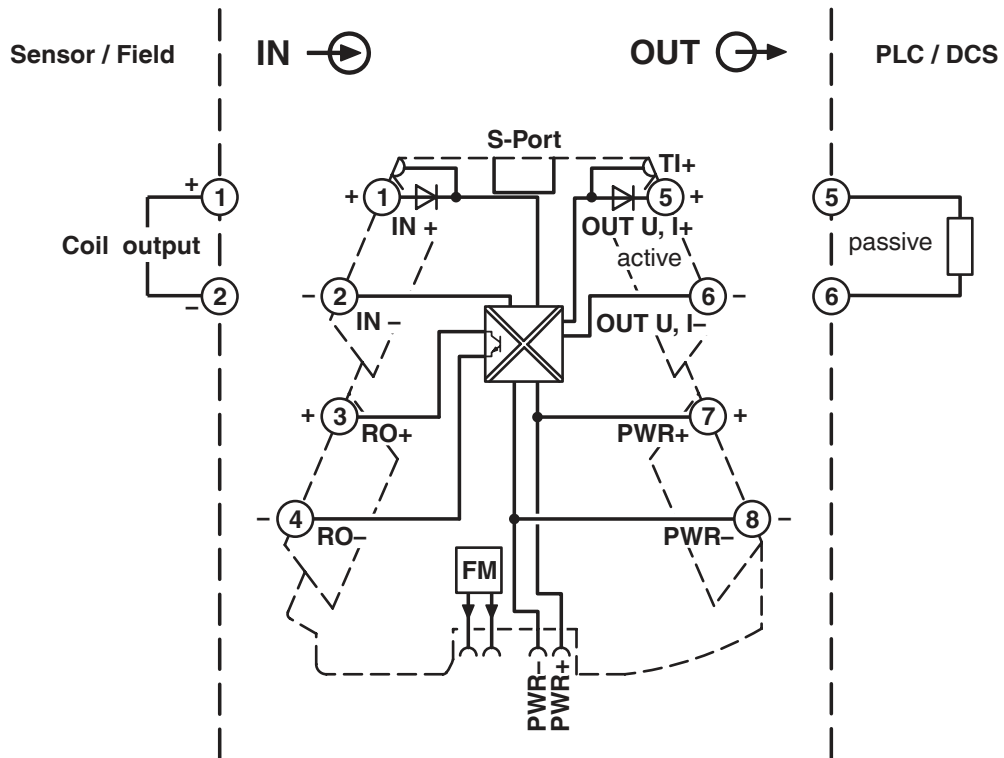 Sensor / Field
IN
OUT
PLC / DCS
S-Port
TI+
+
1
+
1
5
+
5
IN +
OUT U, I+
Coil output
active
passive
2
–
–
2
6
–
6
IN –
OUT U, I–
+
3
7
+
RO+
PWR+
–
4
8
–
RO–
PWR–
FM
PWR–
PWR+